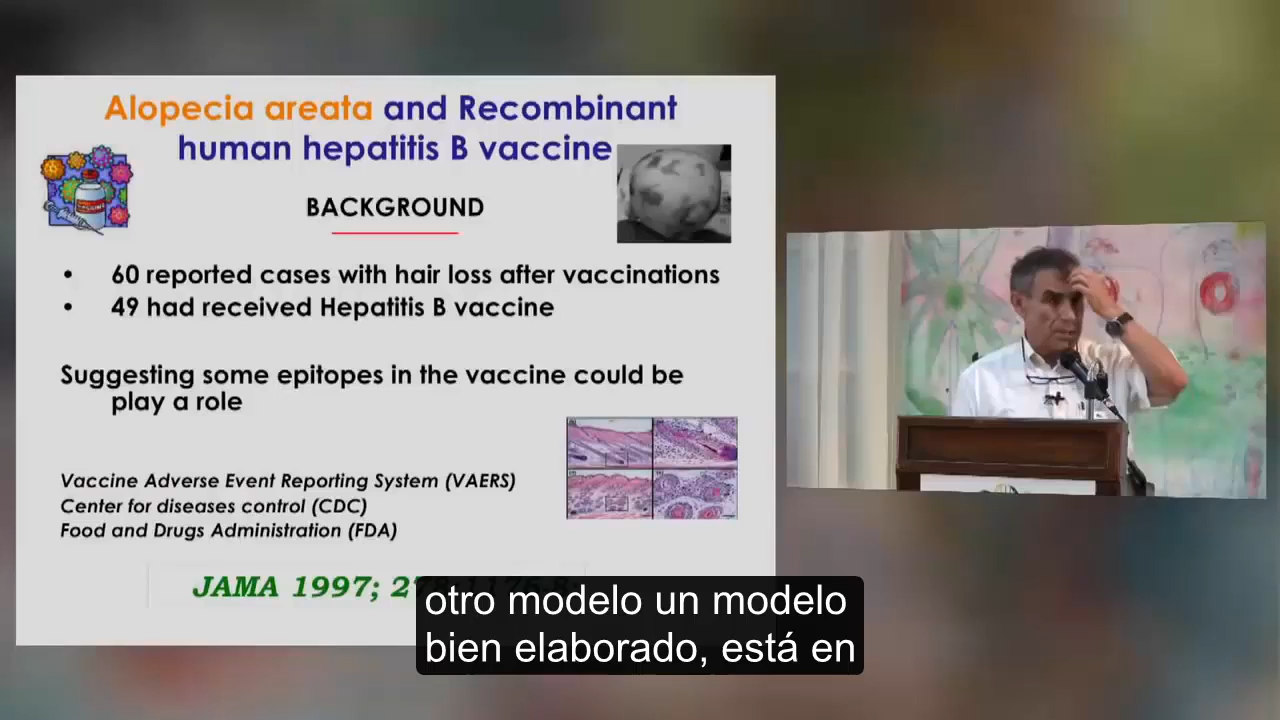 Alopecia areata and Recombinant
human hepatitis B vaccine
BACKGROUND
• 60 reported cases with hair loss after vaccinations
• 49 had received Hepatitis B vaccine
Suggesting some epitopes in the vaccine could be
play a role
Vaccine Adverse Event Reporting System (VAERS)
Center for diseases control (CDC)
Food and Drugs Administration (FDA)
JAMA 1997;
otro modelo un modelo
bien elaborado, está en